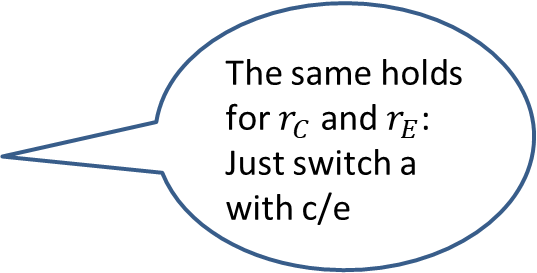 The same holds
for r_C and r_E:
Just switch a
with c/e